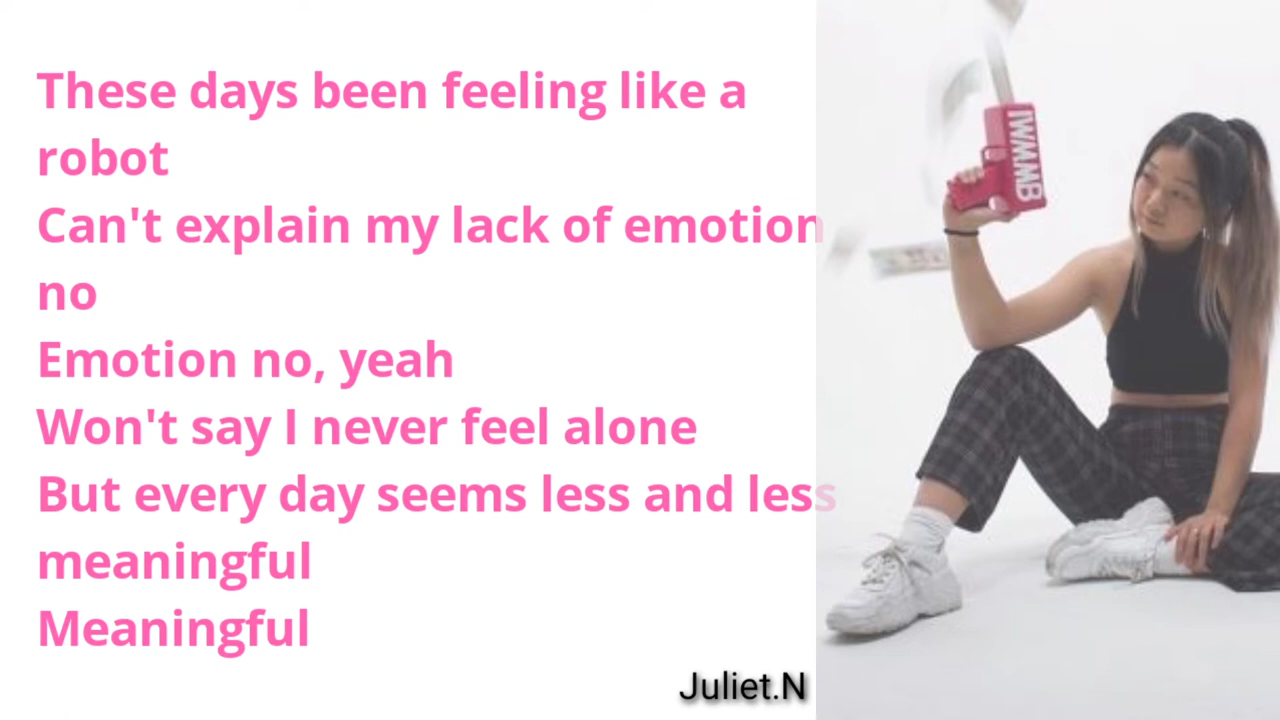 These days been feeling like a
robot
Can't explain my lack of emotion
no
Emotion no, yeah
Won't say I never feel alone
But every day seems less and less
meaningful
Meaningful
Juliet.N
IWMMB